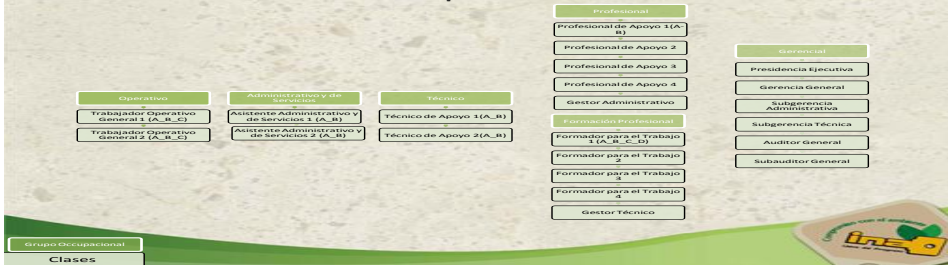 Operativo
Trabajador Operativo
General 1 (A_B_C)
Trabajador Operativo
General 2 (A_B_C)
Administrativo y de
Servicios
Asistente Administrativo y
de Servicios 1 (A_B)
Asistente Administrativo y
de Servicios 2 (A_B)
Técnico
Técnico de Apoyo 1(A_B)
Técnico de Apoyo 2(A_B)
Profesional
Profesional de Apoyo 1(A-
B)
Profesional de Apoyo 2
Profesional de Apoyo 3
Profesional de Apoyo 4
Gestor Administrativo
Formación Profesional
Formador para el Trabajo
1 (A_B_C_D)
Formador para el Trabajo
2
Formador para el Trabajo
3
Formador para el Trabajo
4
Gestor Técnico
Gerencial
Presidencia Ejecutiva
Gerencia General
Subgerencia
Administrativa
Subgerencia Técnica
Auditor General
Subauditor General
Grupo Occupacional
Clases
con el ambiente
ina